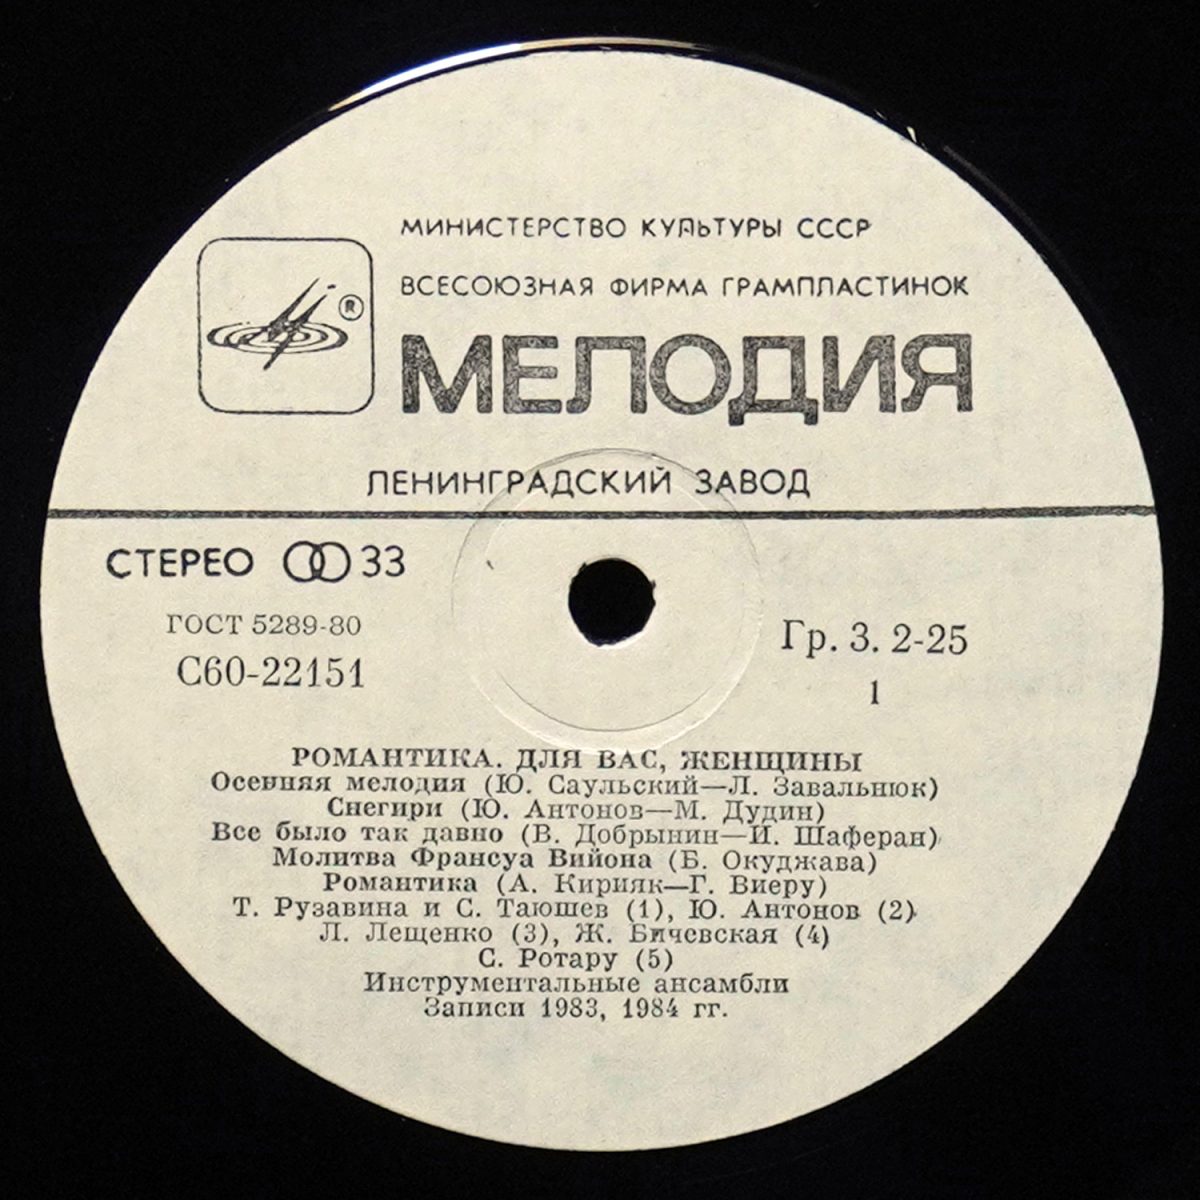 МИНИСТЕРСТВО КУЛЬТУРЫ СССР
ВСЕСОЮЗНАЯ ФИРМА ГРАМПЛАСТИНОК
®
МЕЛОДИЯ
ЛЕНИНГРАДСКИЙ ЗАВОД
СТЕРЕО 33
ГОСТ 5289-80
С60-22151
Гр. 3. 2-25
1
РОМАНТИКА. ДЛЯ ВАС, ЖЕНЩИНЫ
Осенняя мелодия (Ю. Саульский—Л. Завальнюк)
Снегири (Ю. Антонов—М. Дудин)
Все было так давно (В. Добрынин—И. Шаферан)
Молитва Франсуа Вийона (Б. Окуджава)
Романтика (А. Кирияк—Г. Виеру)
Т. Рузавина и С. Таюшев (1), Ю. Антонов (2)
Л. Лещенко (3), Ж. Бичевская (4)
С. Ротару (5)
Инструментальные ансамбли
Записи 1983, 1984 гг.